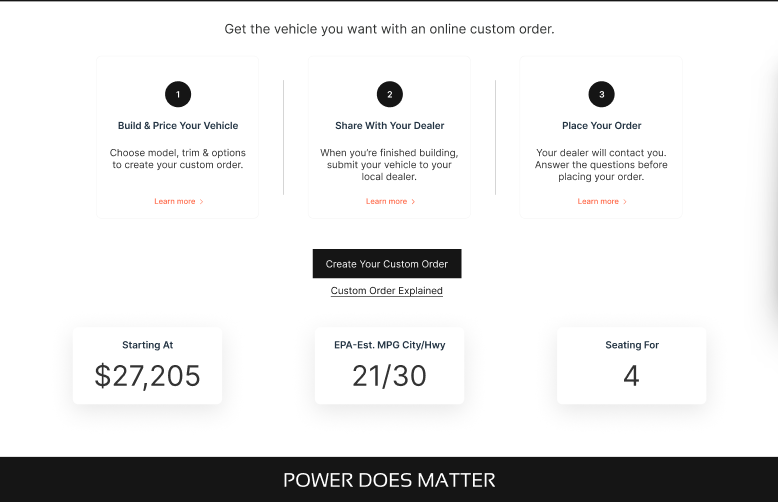 Get the vehicle you want with an online custom order.
1
Build & Price Your Vehicle
Choose model, trim & options
to create your custom order.
Learn more
2
Share With Your Dealer
When you're finished building,
submit your vehicle to your
local dealer.
Learn more
3
Place Your Order
Your dealer will contact you.
Answer the questions before
placing your order.
Learn more
Create Your Custom Order
Custom Order Explained
Starting At
$27,205
EPA-Est. MPG City/Hwy
21/30
Seating For
4
POWER DOES MATTER